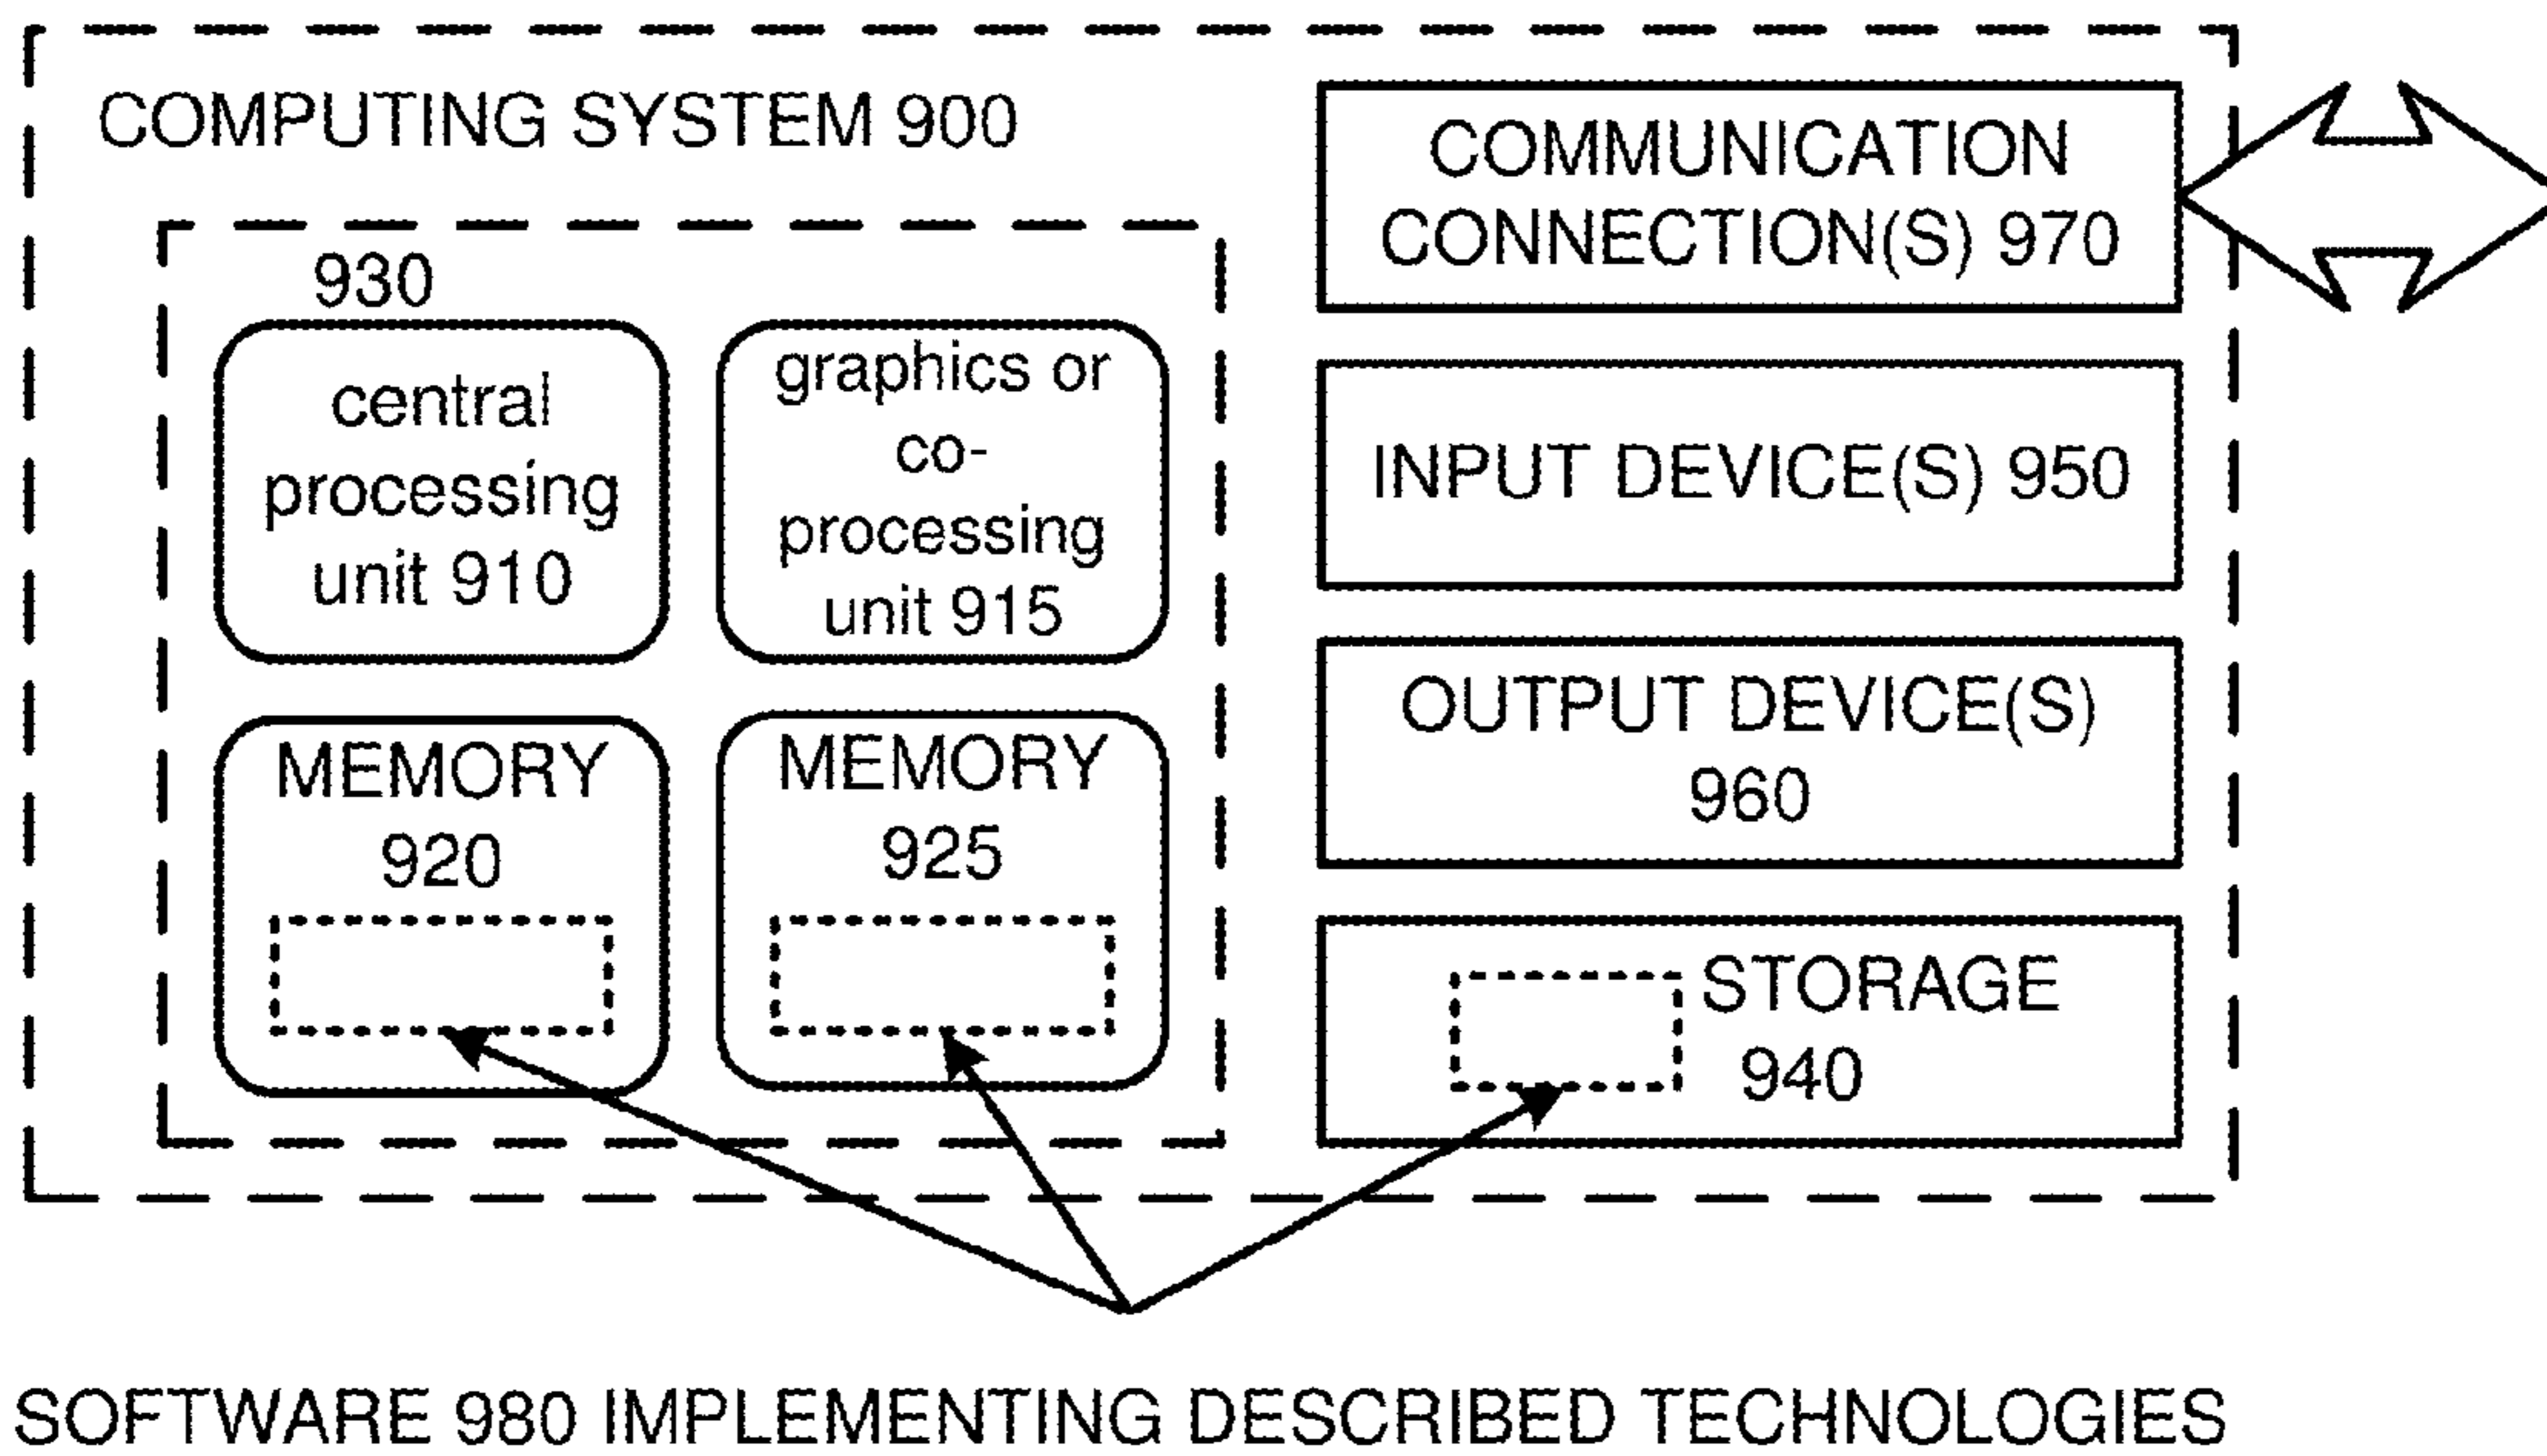 COMPUTING SYSTEM 900
930
central
processing
unit 910
graphics or
co-
processing
unit 915
MEMORY
920
MEMORY
925
COMMUNICATION
CONNECTION(S) 970
INPUT DEVICE(S) 950
OUTPUT DEVICE(S)
960
STORAGE
940
SOFTWARE 980 IMPLEMENTING DESCRIBED TECHNOLOGIES